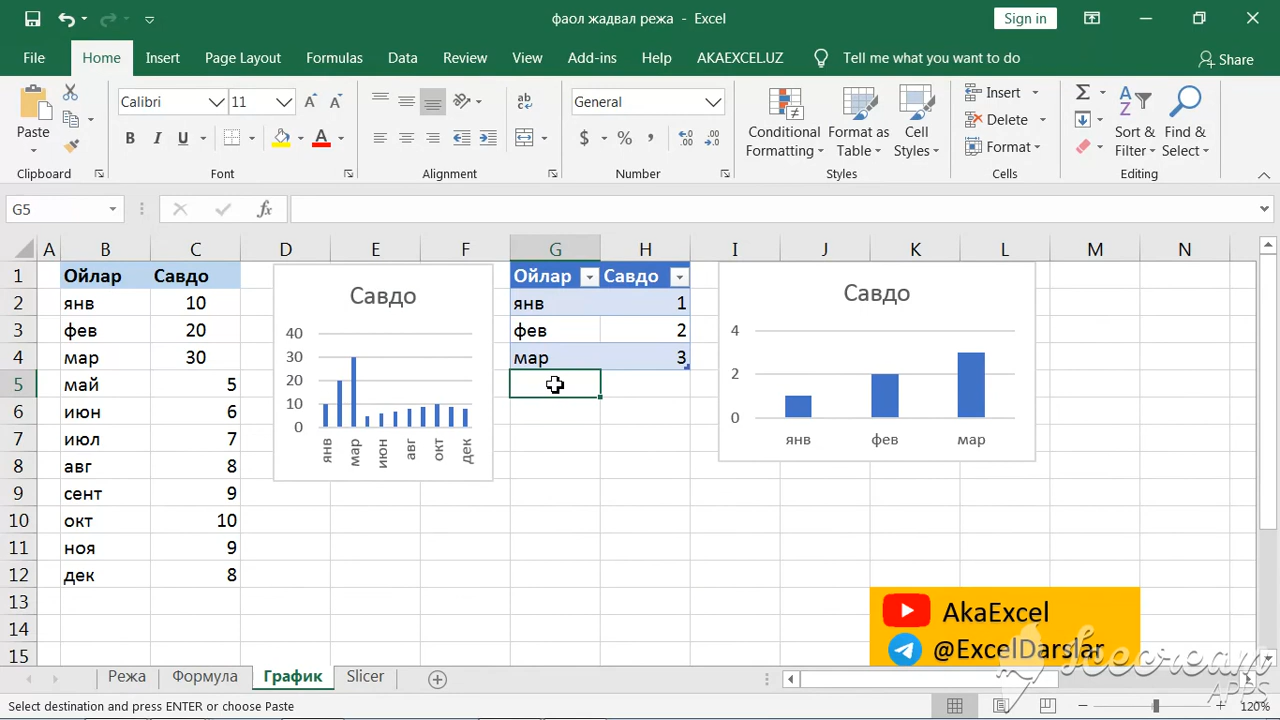 фаол жадвал режа - Excel
Sign in
File Home Insert Page Layout Formulas Data Review View Add-ins Help AKAEXCEL.UZ Tell me what you want to do Share
Paste
Calibri 11
B I U
General
$ % ,
Conditional Formatting
Format as Table
Cell Styles
Insert
Delete
Format
Sort & Filter
Find & Select
Clipboard Font Alignment Number Styles Cells Editing
G5 fx
A B C D E F G H I J K L M N
1 Ойлар Савдо Ойлар Савдо
2 янв 10 янв 1
3 фев 20 фев 2
4 мар 30 мар 3
5 май 5
6 июн 6
7 июл 7
8 авг 8
9 сент 9
10 окт 10
11 ноя 9
12 дек 8
13
14
15
Савдо
40
30
20
10
0
янв мар июн авг окт дек
Савдо
4
2
0
янв фев мар
AkaExcel
@ExcelDarslar
Icecream
APPS
Режа Формула График Slicer
Select destination and press ENTER or choose Paste
120%